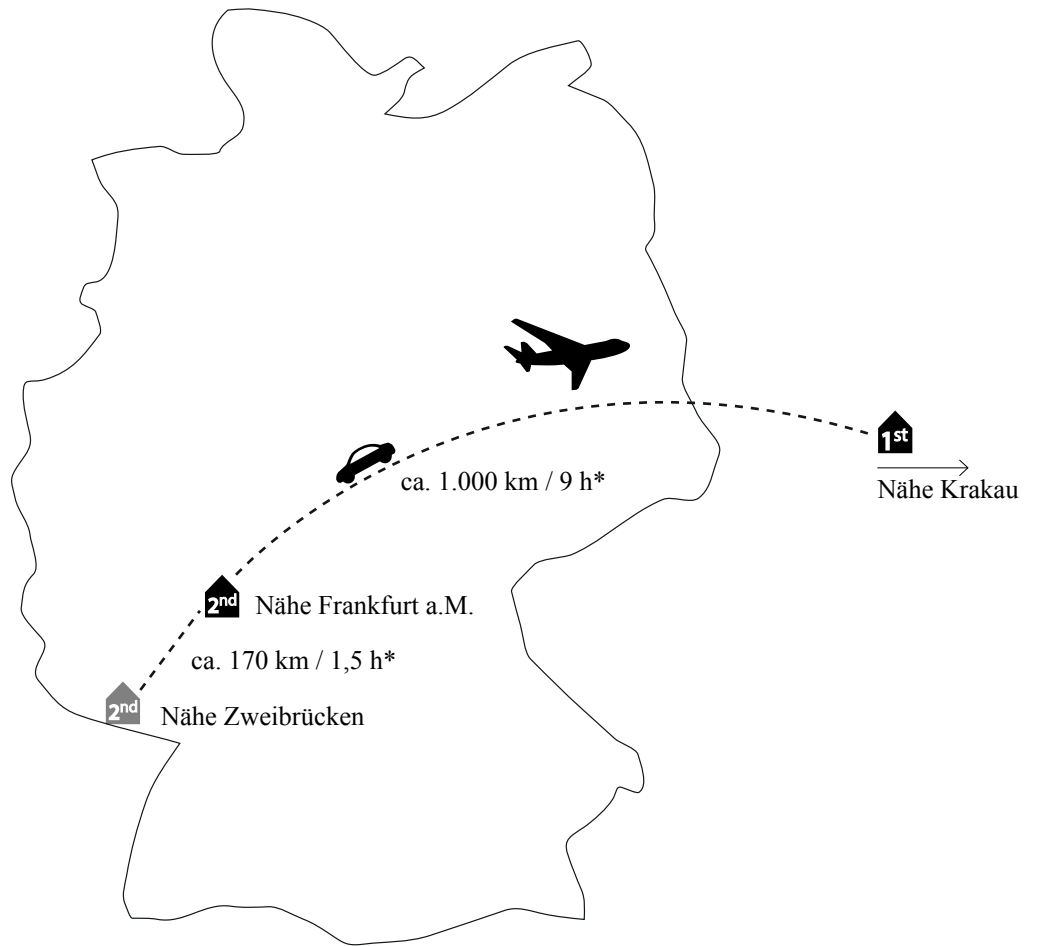 1st
ca. 1.000 km / 9 h*
Nähe Krakau
2nd
Nähe Frankfurt a.M.
ca. 170 km / 1,5 h*
2nd
Nähe Zweibrücken